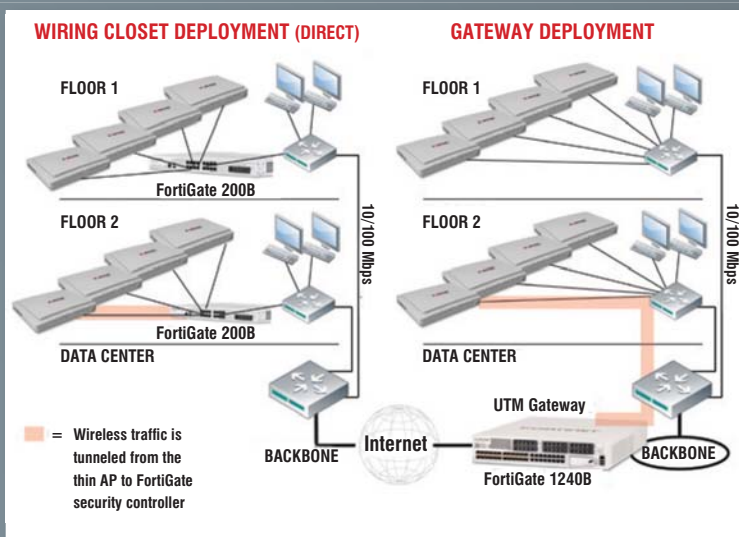 WIRING CLOSET DEPLOYMENT (DIRECT)
FLOOR 1
FortiGate 200B
FLOOR 2
FortiGate 200B
DATA CENTER
10/100 Mbps
= Wireless traffic is
tunneled from the
thin AP to FortiGate
security controller
BACKBONE
Internet
GATEWAY DEPLOYMENT
FLOOR 1
FLOOR 2
10/100 Mbps
DATA CENTER
UTM Gateway
FortiGate 1240B
BACKBONE